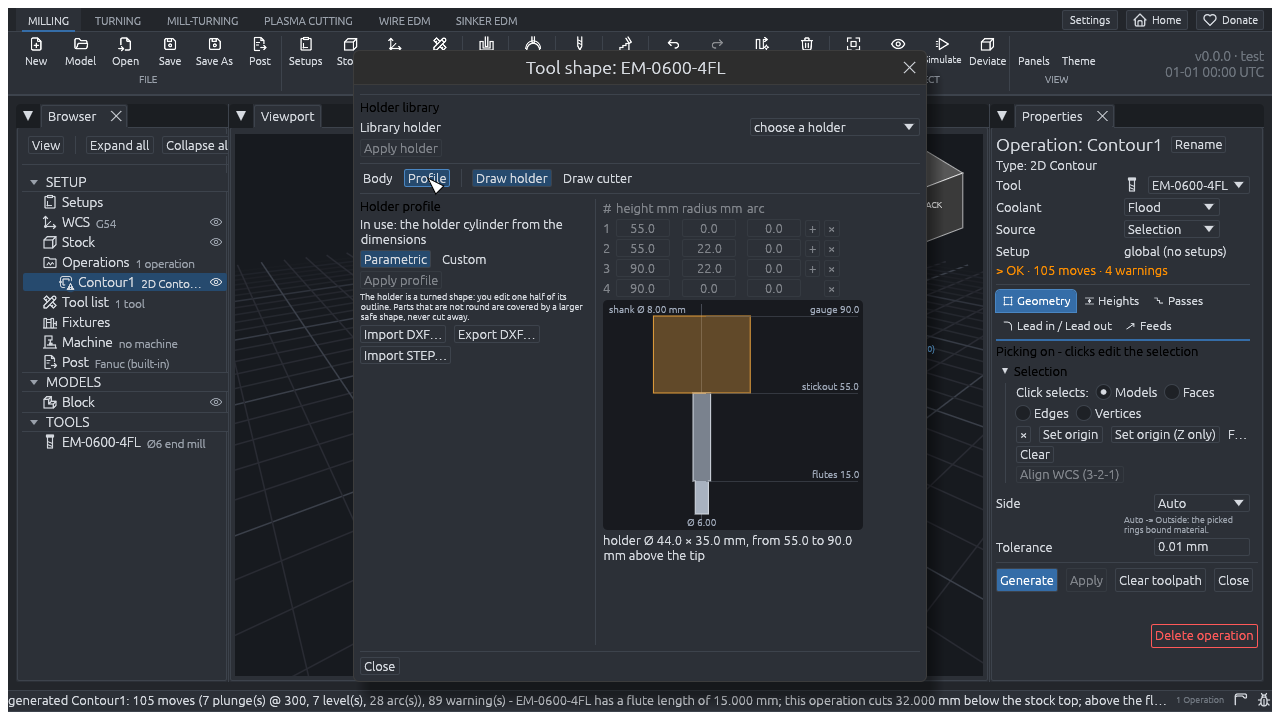 MILLING TURNING MILL-TURNING PLASMA CUTTING WIRE EDM SINKER EDM Settings Home Donate
New Model Open Save Save As Post Setups Panels Theme Deviate
FILE VIEW
v0.0.0 · test
01-01 00:00 UTC
Tool shape: EM-0600-4FL
Browser
View Expand all Collapse al
SETUP
Setups
WCS G54
Stock
Operations 1 operation
Contour1 2D Conto...
Tool list 1 tool
Fixtures
Machine no machine
Post Fanuc (built-in)
MODELS
Block
TOOLS
EM-0600-4FL Ø6 end mill
Viewport
Holder library
Library holder choose a holder
Apply holder
Body Profile Draw holder Draw cutter
Holder profile
In use: the holder cylinder from the
dimensions
Parametric Custom
Apply profile
The holder is a turned shape: you edit one half of its
outline. Parts that are not round are covered by a larger
safe shape, never cut away.
Import DXF... Export DXF...
Import STEP...
# height mm radius mm arc
1 55.0 0.0 0.0 + ×
2 55.0 22.0 0.0 + ×
3 90.0 22.0 0.0 + ×
4 90.0 0.0 0.0 ×
shank Ø 8.00 mm gauge 90.0
stickout 55.0
flutes 15.0
Ø 6.00
holder Ø 44.0 × 35.0 mm, from 55.0 to 90.0
mm above the tip
Close
Properties
Operation: Contour1 Rename
Type: 2D Contour
Tool EM-0600-4FL
Coolant Flood
Source Selection
Setup global (no setups)
> OK · 105 moves · 4 warnings
Geometry Heights Passes
Lead in / Lead out Feeds
Picking on - clicks edit the selection
Selection
Click selects: Models Faces
Edges Vertices
× Set origin Set origin (Z only) F...
Clear
Align WCS (3-2-1)
Side Auto
Auto -> Outside: the picked
rings bound material.
Tolerance 0.01 mm
Generate Apply Clear toolpath Close
Delete operation
generated Contour1: 105 moves (7 plunge(s) @ 300, 7 level(s), 28 arc(s)), 89 warning(s) - EM-0600-4FL has a flute length of 15.000 mm; this operation cuts 32.000 mm below the stock top; above the fl... 1 Operation